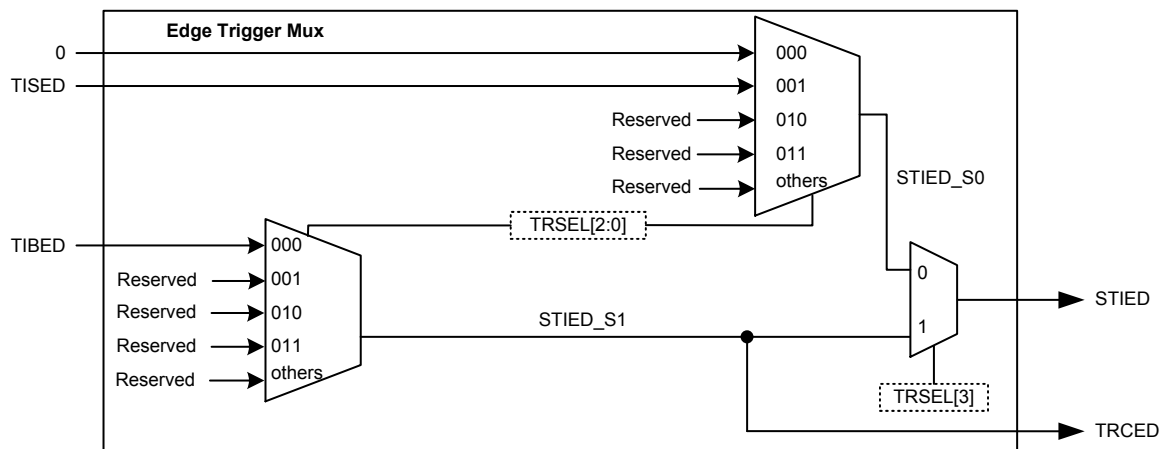 Edge Trigger Mux
0
000
TISED
001
Reserved
010
Reserved
011
Reserved
others
STIED_S0
TRSEL[2:0]
TIBED
000
Reserved
001
Reserved
010
Reserved
011
Reserved
others
STIED_S1
0
1
STIED
TRSEL[3]
TRCED